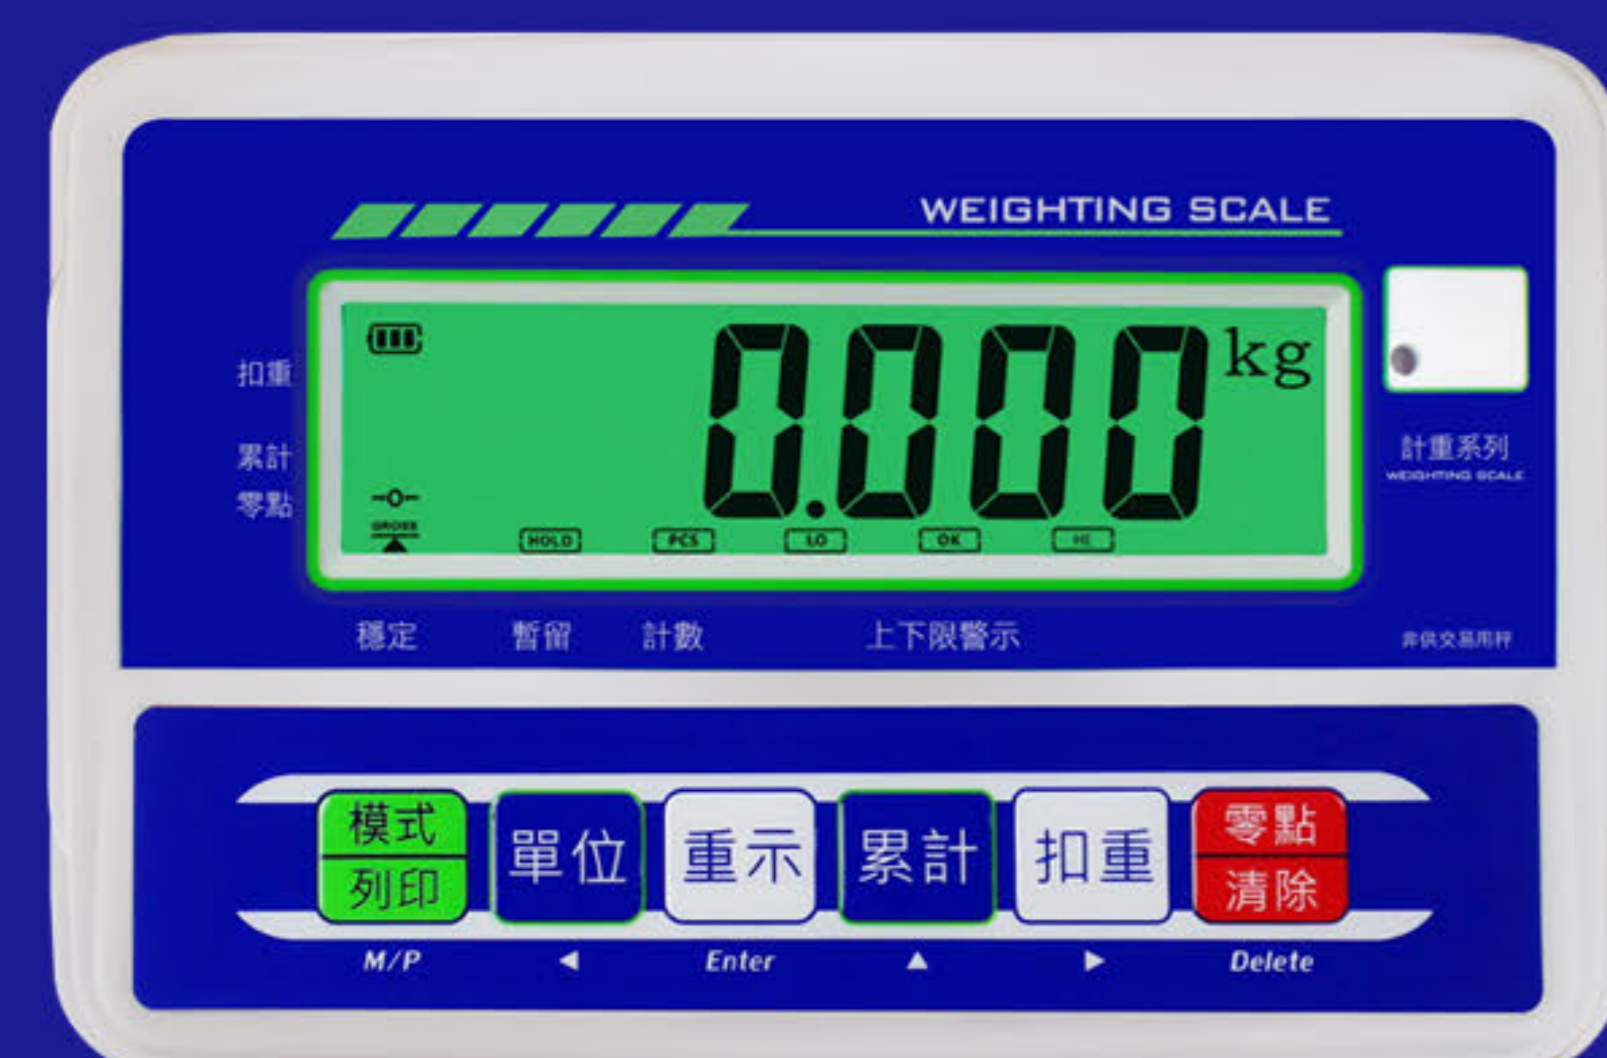 WEIGHTING SCALE
扣重
累計
零點
0.000 kg
-0-
GROSS
HOLD PCS LO OK HI
計重系列
WEIGHTING SCALE
穩定 暫留 計數 上下限警示
非供交易用秤
模式 單位 重示 累計 扣重 零點
列印 清除
M/P ◀ Enter ▲ ▶ Delete